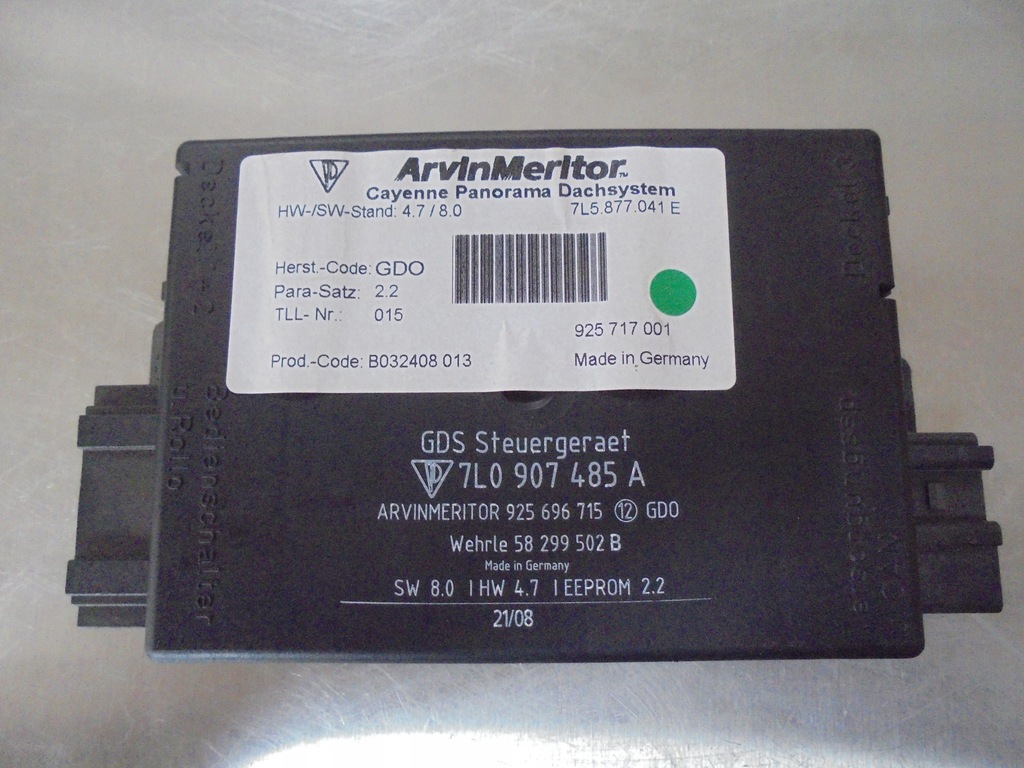 ArvinMeritor™
Cayenne Panorama Dachsystem
HW-/SW-Stand: 4.7 / 8.0 7L5.877.041 E
Herst.-Code: GDO
Para-Satz: 2.2
TLL- Nr.: 015
925 717 001
Prod.-Code: B032408 013 Made in Germany
GDS Steuergeraet
7L0 907 485 A
ARVINMERITOR 925 696 715 12 GDO
Wehrle 58 299 502 B
Made in Germany
SW 8.0 I HW 4.7 I EEPROM 2.2
21/08
Bedienschalter
u.Rollo